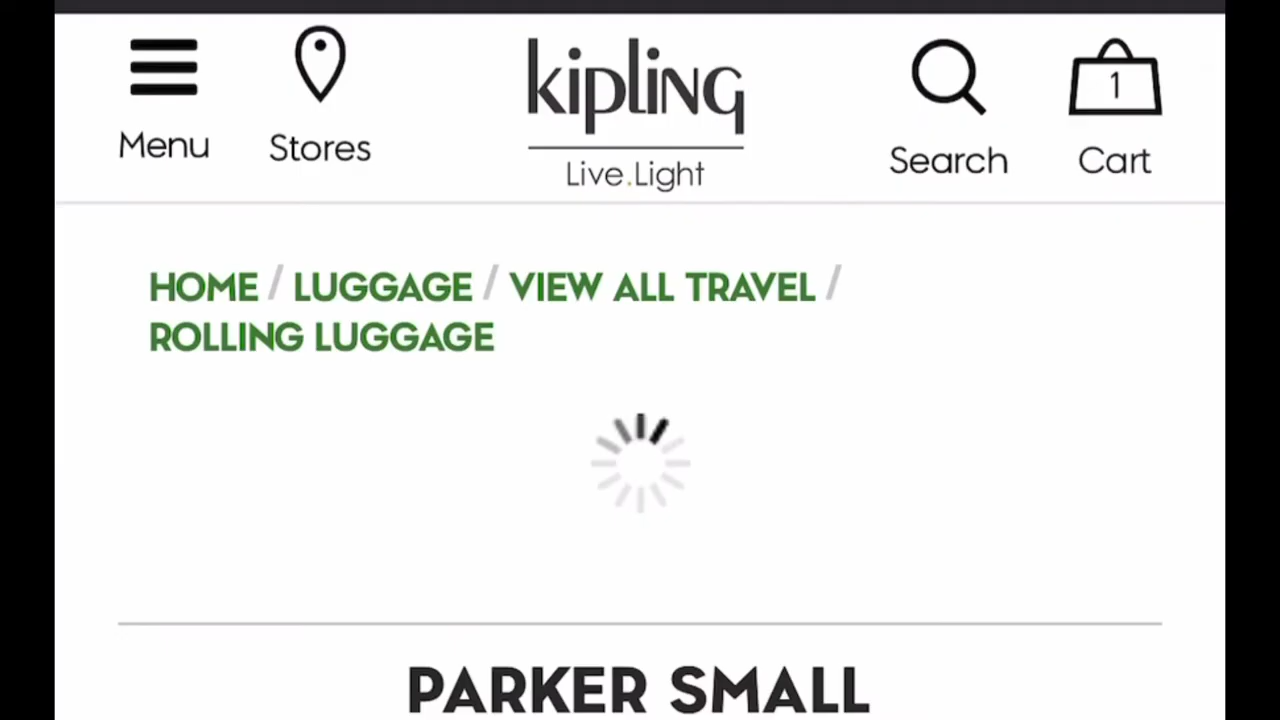 kipling
Live.Light
Menu
Stores
Search
1
Cart
HOME / LUGGAGE / VIEW ALL TRAVEL /
ROLLING LUGGAGE
PARKER SMALL